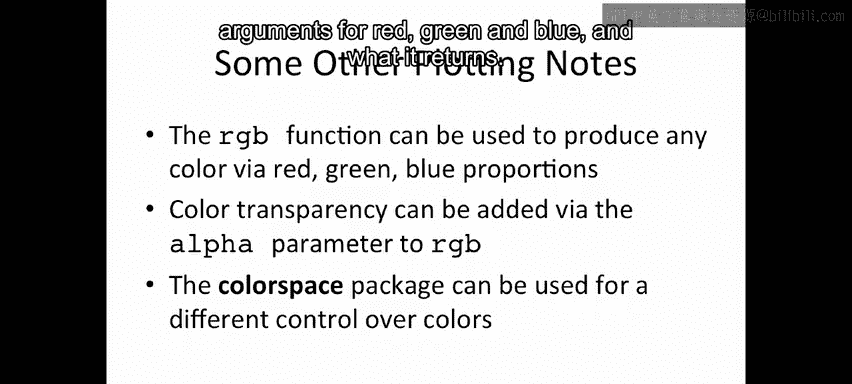 arguments for red, green and blue, and
what it returns.
Some Other Plotting Notes
• The rgb function can be used to produce any
color via red, green, blue proportions
• Color transparency can be added via the
alpha parameter to rgb
• The colorspace package can be used for a
different control over colors
@bilibili.com